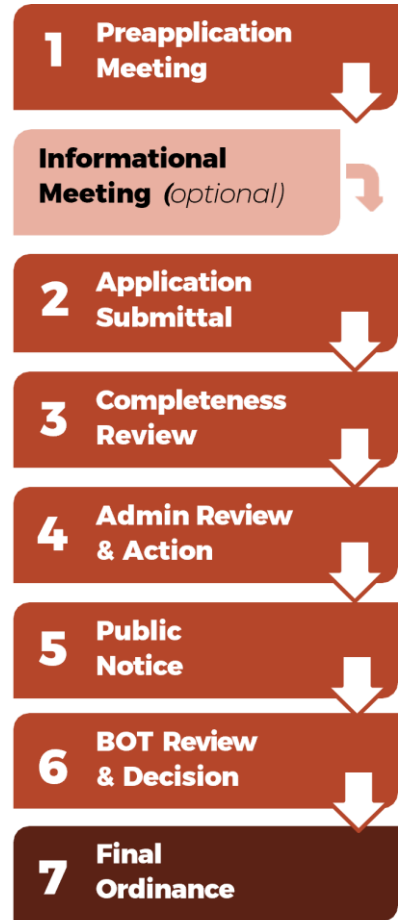 1 Preapplication
Meeting
Informational
Meeting (optional)
2 Application
Submittal
3 Completeness
Review
4 Admin Review
& Action
5 Public
Notice
6 BOT Review
& Decision
7 Final
Ordinance